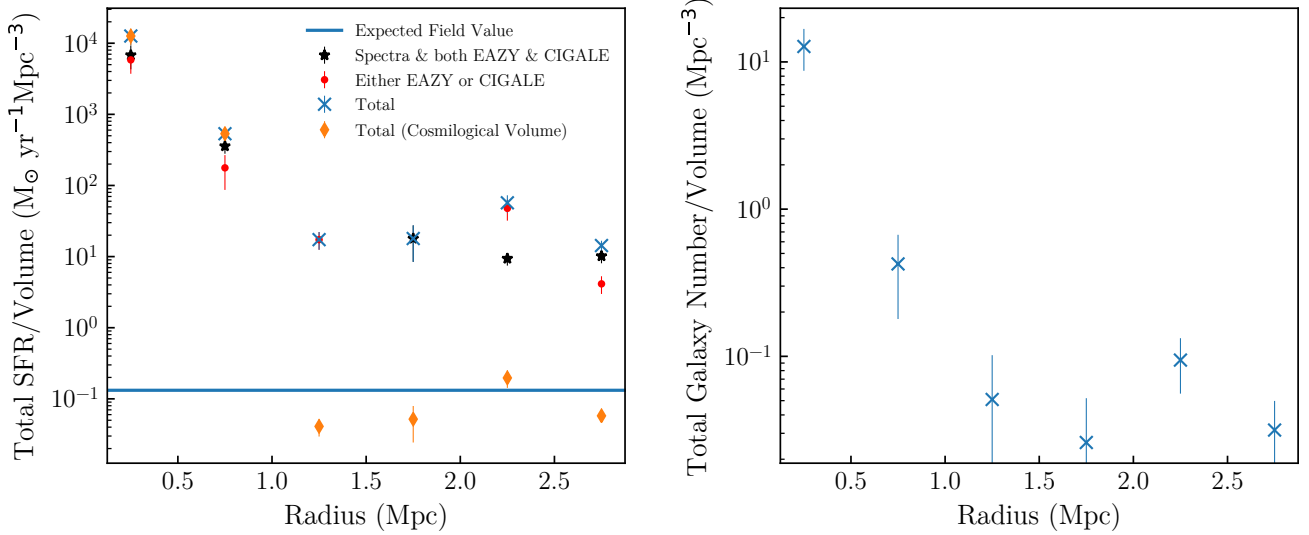 Total SFR/Volume (M⊙ yr⁻¹Mpc⁻³)
10⁴
10³
10²
10¹
10⁰
10⁻¹
Expected Field Value
Spectra & both EAZY & CIGALE
Either EAZY or CIGALE
Total
Total (Cosmilogical Volume)
0.5 1.0 1.5 2.0 2.5
Radius (Mpc)
Total Galaxy Number/Volume (Mpc⁻³)
10¹
10⁰
10⁻¹
0.5 1.0 1.5 2.0 2.5
Radius (Mpc)